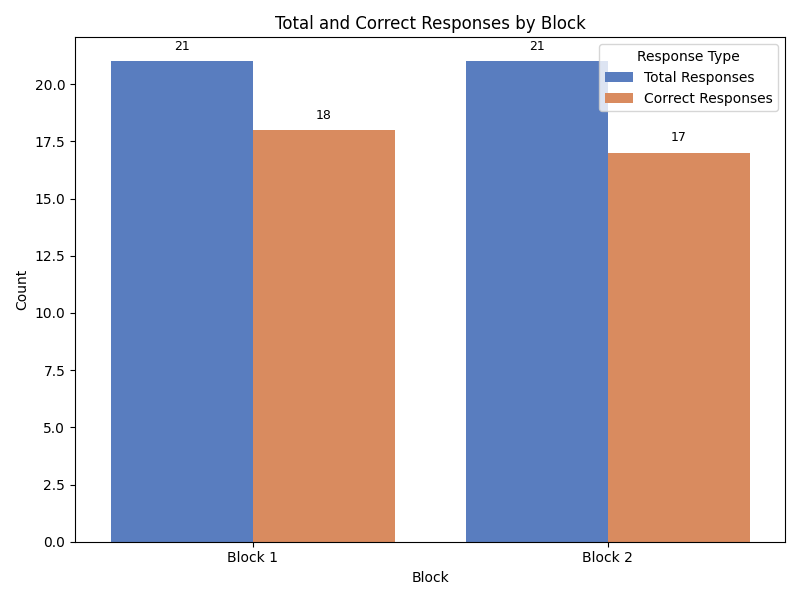 Total and Correct Responses by Block
21
21
Response Type
Total Responses
Correct Responses
18
17
20.0
17.5
15.0
12.5
10.0
7.5
5.0
2.5
0.0
Count
Block 1
Block 2
Block